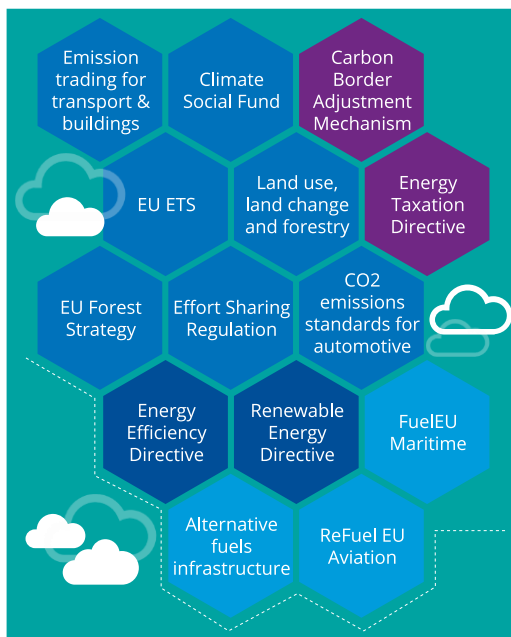 Emission
trading for
transport &
buildings
Climate
Social Fund
Carbon
Border
Adjustment
Mechanism
EU ETS
Land use,
land change
and forestry
Energy
Taxation
Directive
EU Forest
Strategy
Effort Sharing
Regulation
CO2
emissions
standards for
automotive
Energy
Efficiency
Directive
Renewable
Energy
Directive
FuelEU
Maritime
Alternative
fuels
infrastructure
ReFuel EU
Aviation